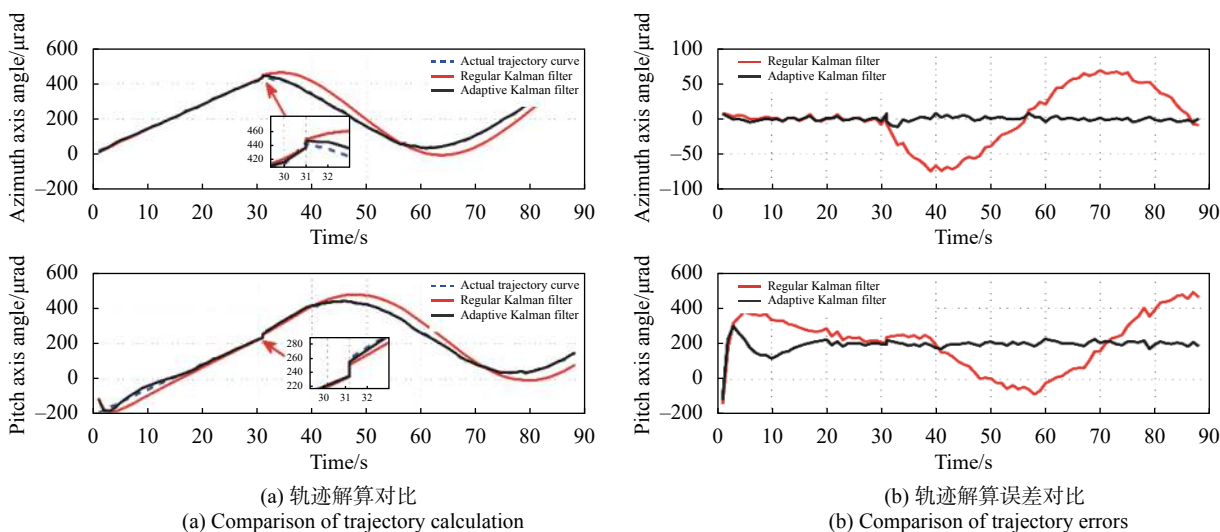 Azimuth axis angle/μrad
600
400
200
0
–200
Actual trajectory curve
Regular Kalman filter
Adaptive Kalman filter
460
440
420
30 31 32
0 10 20 30 40 50 60 70 80 90
Time/s
Pitch axis angle/μrad
600
400
200
0
–200
Actual trajectory curve
Regular Kalman filter
Adaptive Kalman filter
280
260
240
220
30 31 32
0 10 20 30 40 50 60 70 80 90
Time/s
(a) 轨迹解算对比
(a) Comparison of trajectory calculation
Azimuth axis angle/μrad
100
50
0
–50
–100
Regular Kalman filter
Adaptive Kalman filter
0 10 20 30 40 50 60 70 80 90
Time/s
Pitch axis angle/μrad
600
400
200
0
–200
Regular Kalman filter
Adaptive Kalman filter
0 10 20 30 40 50 60 70 80 90
Time/s
(b) 轨迹解算误差对比
(b) Comparison of trajectory errors